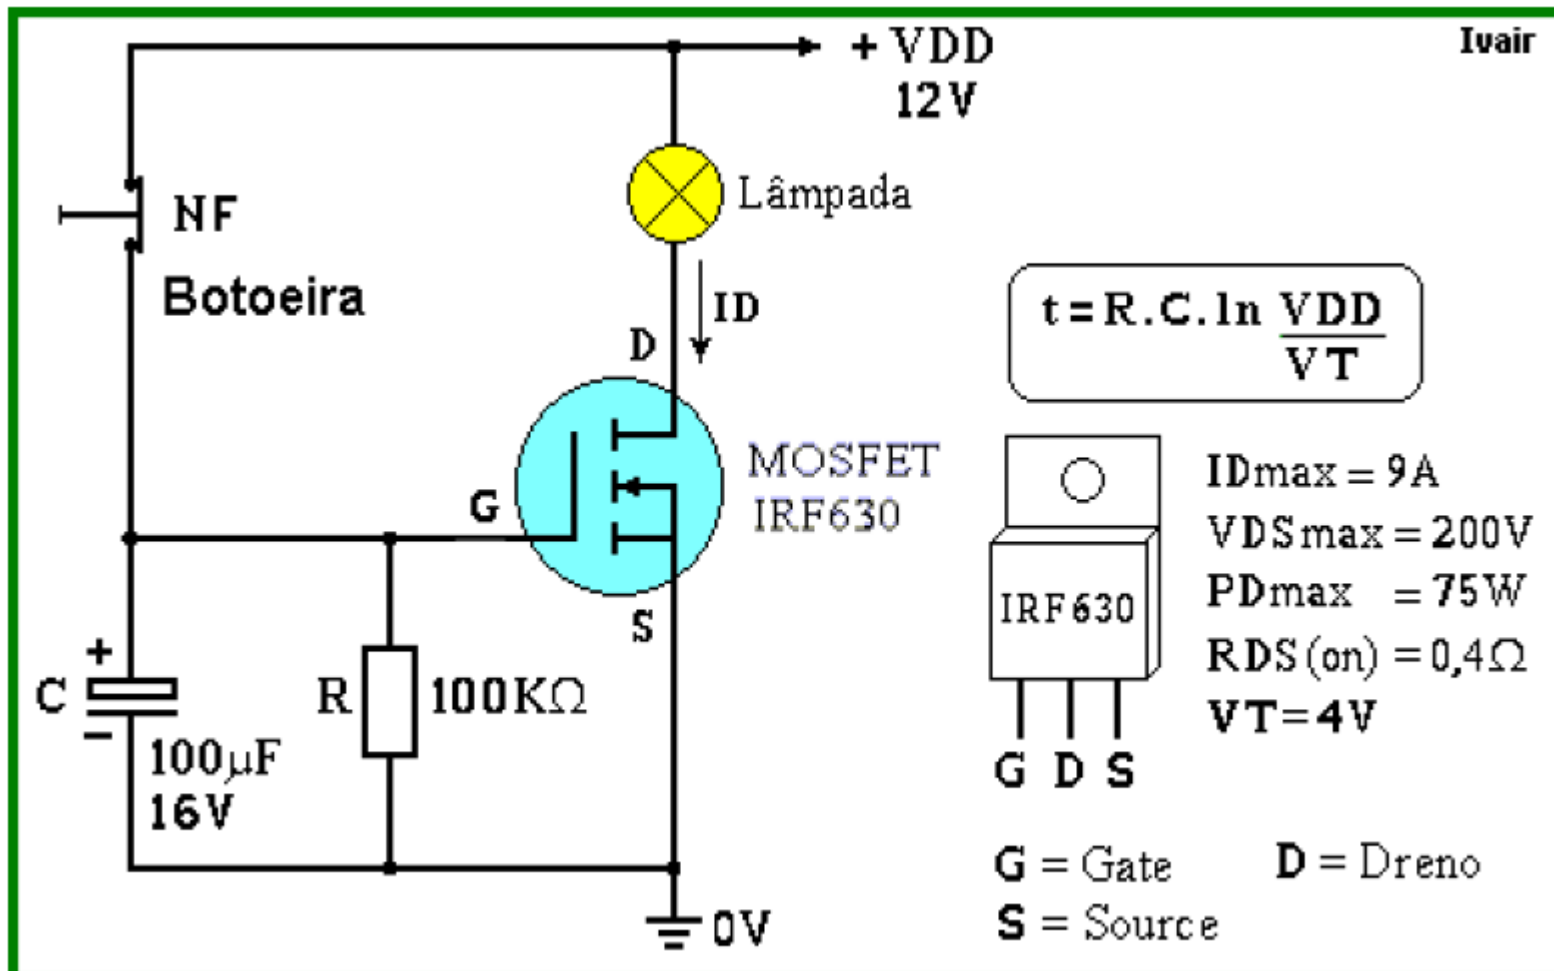 Ivair
+ VDD
12V
NF
Botoeira
Lâmpada
ID
D
t = R.C.ln VDD
VT
MOSFET
IRF630
G
S
+
C
-
100µF
16V
R
100KΩ
0V
IRF630
G D S
IDmax = 9A
VDSmax = 200V
PDmax = 75W
RDS(on) = 0,4Ω
VT=4V
G = Gate
D = Dreno
S = Source